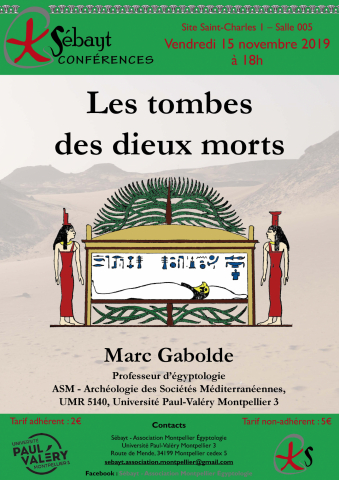 Sébayt
CONFÉRENCES
Site Saint-Charles 1 – Salle 005
Vendredi 15 novembre 2019
à 18h
Les tombes
des dieux morts
Marc Gabolde
Professeur d'égyptologie
ASM - Archéologie des Sociétés Méditerranéennes,
UMR 5140, Université Paul-Valéry Montpellier 3
Tarif adhérent : 2€
Contacts
Tarif non-adhérent : 5€
Sébayt - Association Montpellier Égyptologie
Université Paul-Valéry Montpellier 3
Route de Mende, 34199 Montpellier cedex 5
sebayt.association.montpellier@gmail.com
Facebook :
UNIVERSITÉ
PAUL
VALÉRY
MONTPELLIER 3